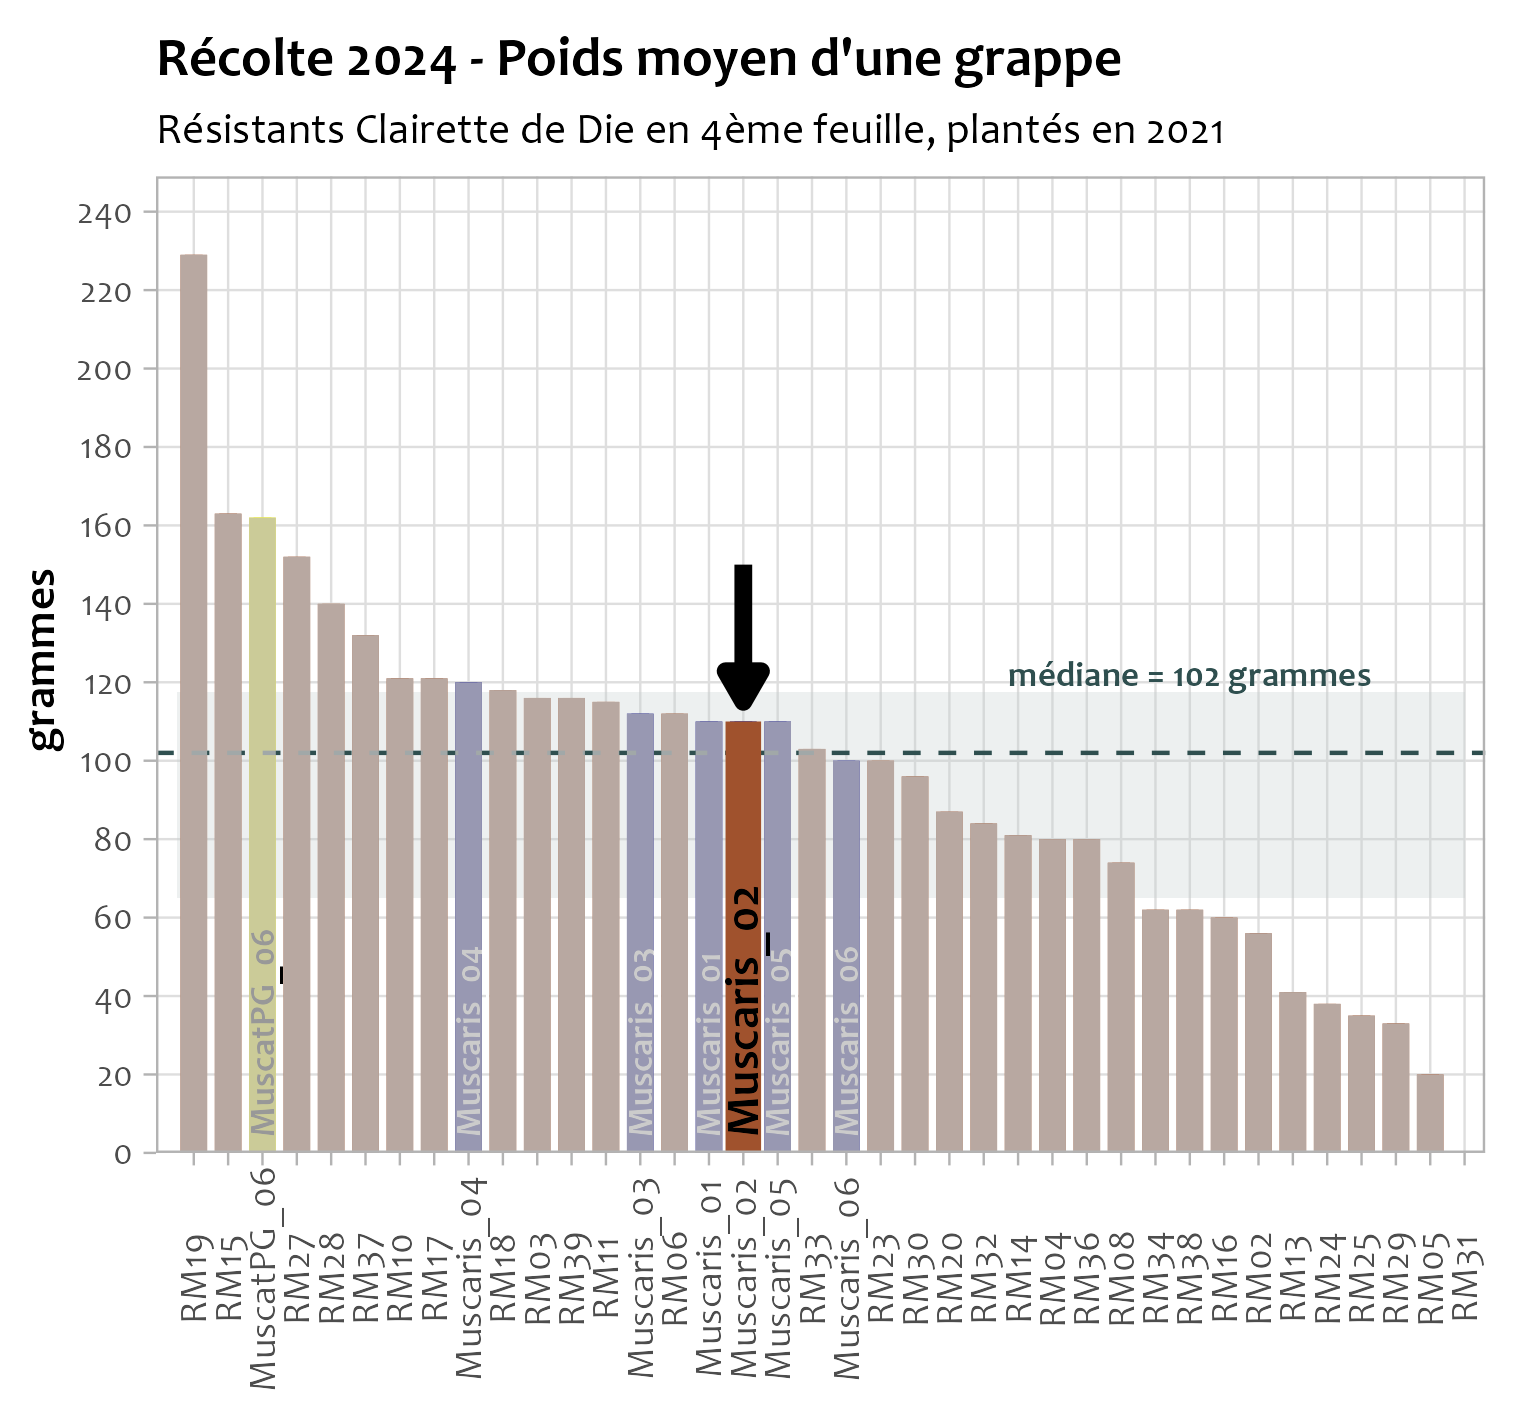 Récolte 2024 - Poids moyen d'une grappe
Résistants Clairette de Die en 4ème feuille, plantés en 2021
grammes
240
220
200
180
160
140
120
100
80
60
40
20
0
médiane = 102 grammes
MuscatPG_06
Muscaris_04
Muscaris_03
Muscaris_01
Muscaris_02
Muscaris_05
Muscaris_06
RM19
RM15
MuscatPG_06
RM27
RM28
RM37
RM10
RM17
Muscaris_04
RM18
RM03
RM39
RM11
Muscaris_03
RM06
Muscaris_01
Muscaris_02
Muscaris_05
RM33
Muscaris_06
RM23
RM30
RM20
RM32
RM14
RM04
RM36
RM08
RM34
RM38
RM16
RM02
RM13
RM24
RM25
RM29
RM05
RM31